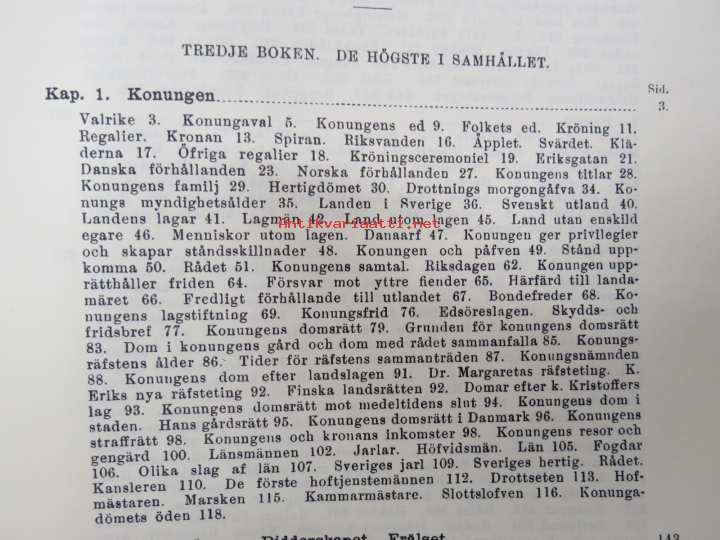 TREDJE BOKEN. DE HÖGSTE I SAMHÄLLET.
Sid.
Kap. 1. Konungen 3.
Valrike 3. Konungaval 5. Konungens ed 9. Folkets ed. Kröning 11.
Regalier. Kronan 13. Spiran. Riksvanden 16. Äpplet. Svärdet. Klä-
derna 17. Öfriga regalier 18. Kröningsceremoniel 19. Eriksgatan 21.
Danska förhållanden 23. Norska förhållanden 27. Konungens titlar 28.
Konungens familj 29. Hertigdömet 30. Drottnings morgongåfva 34. Ko-
nungs myndighetsålder 35. Landen i Sverige 36. Svenskt utland 40.
Landens lagar 41. Lagmän 42. Land utom lagen 45. Land utan enskild
egare 46. Menniskor utom lagen. Danaarf 47. Konungen ger privilegier
och skapar ståndsskillnader 48. Konungen och påfven 49. Stånd upp-
komma 50. Rådet 51. Konungens samtal. Riksdagen 62. Konungen upp-
rätthåller friden 64. Försvar mot yttre fiender 65. Härfärd till landa-
märet 66. Fredligt förhållande till utlandet 67. Bondefreder 68. Ko-
nungens lagstiftning 69. Konungsfrid 76. Edsöreslagen. Skydds- och
fridsbref 77. Konungens domsrätt 79. Grunden för konungens domsrätt
83. Dom i konungens gård och dom med rådet sammanfalla 85. Konungs-
räfstens ålder 86. Tider för räfstens sammanträden 87. Konungsnämnden
88. Konungens dom efter landslagen 91. Dr. Margaretas räfsteting. K.
Eriks nya räfsteting 92. Finska landsrätten 92. Domar efter k. Kristoffers
lag 93. Konungens domsrätt mot medeltidens slut 94. Konungens dom i
staden. Hans gårdsrätt 95. Konungens domsrätt i Danmark 96. Konungens
straffrätt 98. Konungens och kronans inkomster 98. Konungens resor och
gengärd 100. Länsmännen 102. Jarlar. Höfvidsmän. Län 105. Fogdar
106. Olika slag af län 107. Sveriges jarl 109. Sveriges hertig. Rådet.
Kansleren 110. De förste hoftjenstemännen 112. Drottseten 113. Hof-
mästaren. Marsken 115. Kammarmästare. Slottslofven 116. Konunga-
dömets öden 118.
Ridderskapet. Frälset 143
Antikvariaatti.net